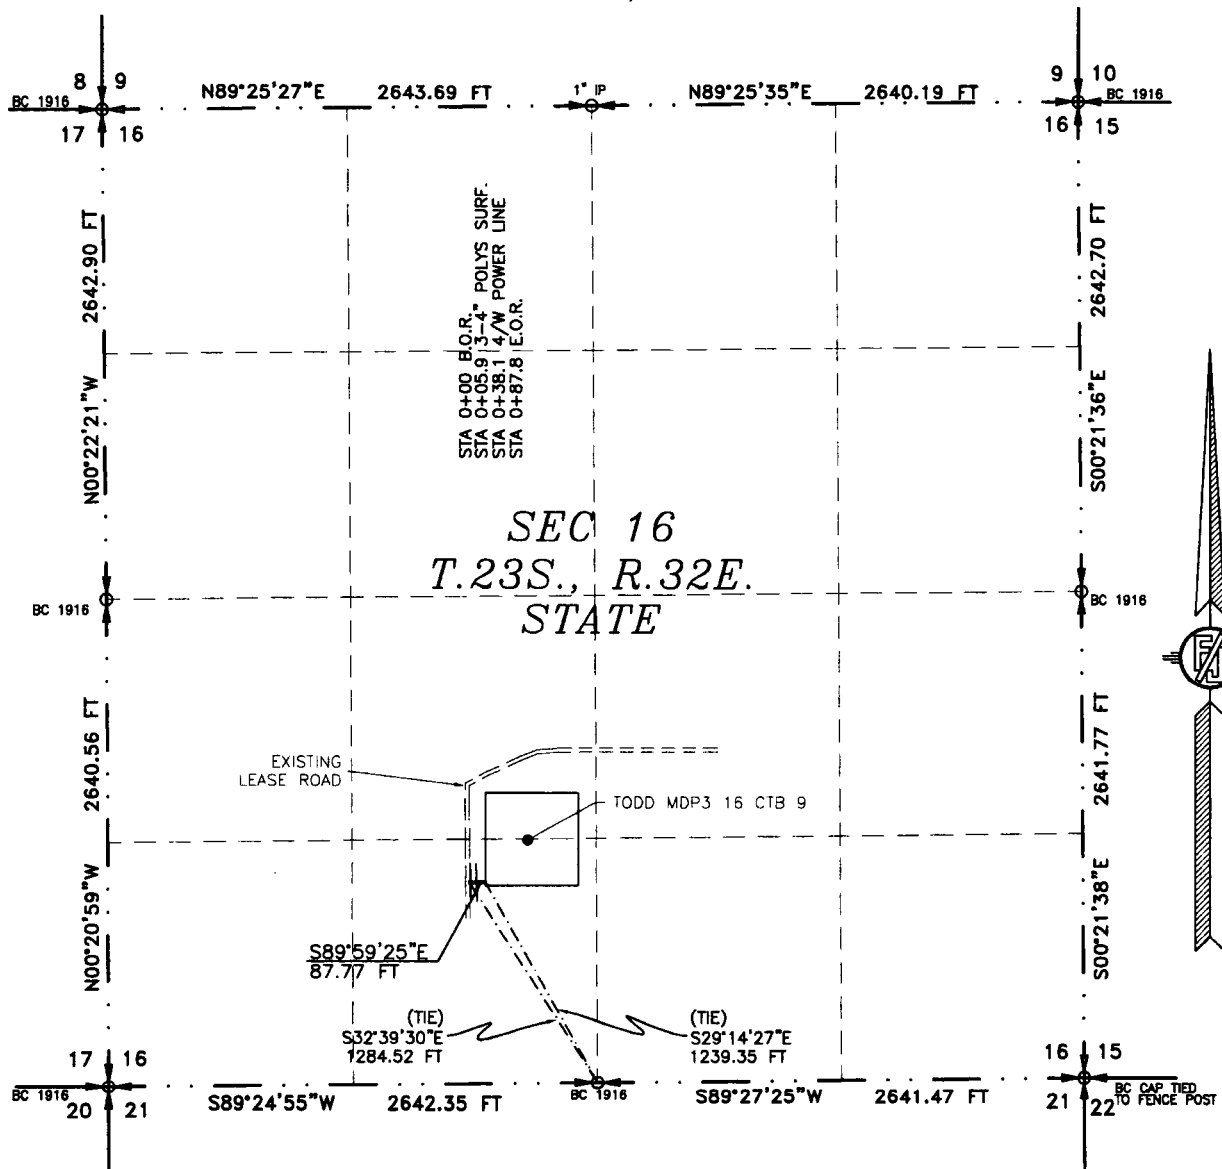 8 9
BC 1916
17 16
N89°25'27"E 2643.69 FT
1" IP
N89°25'35"E 2640.19 FT
9 10
BC 1916
16 15
N00°22'21"W 2642.90 FT
STA 0+00 B.O.R.
STA 0+05.9 3-4" POLYS SURF.
STA 0+38.1 4/W POWER LINE
STA 0+87.8 E.O.R.
S00°21'36"E 2642.70 FT
SEC 16
T.23S., R.32E.
STATE
BC 1916
BC 1916
N00°20'59"W 2640.56 FT
EXISTING
LEASE ROAD
TODD MDP3 16 CTB 9
S00°21'38"E 2641.77 FT
S89°59'25"E
87.77 FT
(TIE)
S32°39'30"E
1284.52 FT
(TIE)
S29°14'27"E
1239.35 FT
17 16
BC 1916
20 21
S89°24'55"W 2642.35 FT
BC 1916
S89°27'25"W 2641.47 FT
16 15
21 22
BC CAP TIED
TO FENCE POST